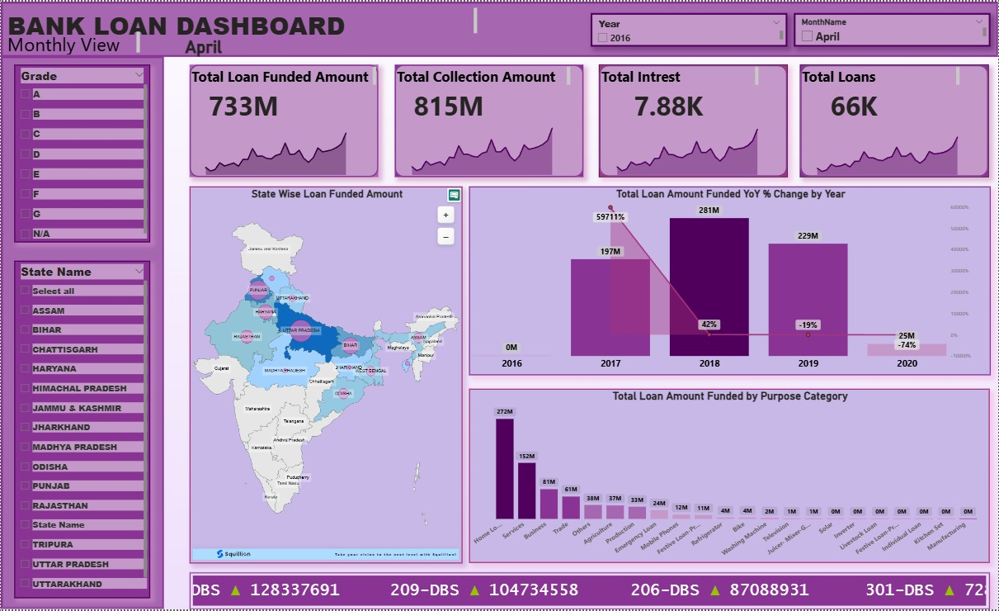 BANK LOAN DASHBOARD
Monthly View April
Year
2016
MonthName
April
Grade
A
B
C
D
E
F
G
N/A
State Name
Select all
ASSAM
BIHAR
CHATTISGARH
HARYANA
HIMACHAL PRADESH
JAMMU & KASHMIR
JHARKHAND
MADHYA PRADESH
ODISHA
PUNJAB
RAJASTHAN
State Name
TRIPURA
UTTAR PRADESH
UTTARAKHAND
Total Loan Funded Amount
733M
Total Collection Amount
815M
Total Intrest
7.88K
Total Loans
66K
State Wise Loan Funded Amount
+
−
Jammu and Kashmir
PUNJAB
UTTARAKHAND
HARYANA
Arunachal Pradesh
UTTAR PRADESH
RAJASTHAN
ASSAM
Nagaland
BIHAR
Meghalaya
Manipur
Gujarat
MADHYA PRADESH
JHARKHAND
WEST BENGAL
Chhattisgarh
ODISHA
Maharashtra
Telangana
Andhra Pradesh
Karnataka
Puducherry
Tamil Nadu
Kerala
Squillion
Take your vision to the next level with Squillion!
Total Loan Amount Funded YoY % Change by Year
60000%
50000%
40000%
30000%
20000%
10000%
0%
-10000%
59711%
281M
197M
229M
42%
-19%
25M
-74%
0M
2016 2017 2018 2019 2020
Total Loan Amount Funded by Purpose Category
272M 152M 81M 61M 38M 37M 33M 24M 12M 11M 4M 4M 2M 1M 1M 0M 0M 0M 0M 0M 0M 0M
Home Lo...
Services
Business
Trade
Others
Agriculture
Production
Emergency Loan
Mobile Phones
Festive Loan-Pr...
Refrigerator
Bike
Washing Machine
Television
Juicer- Mixer-G...
Solar
Inverter
Livestock Loan
Festive Loan-Pr...
Individual Loan
Kitchen Set
Manufacturing
DBS ▲ 128337691 209-DBS ▲ 104734558 206-DBS ▲ 87088931 301-DBS ▲ 72